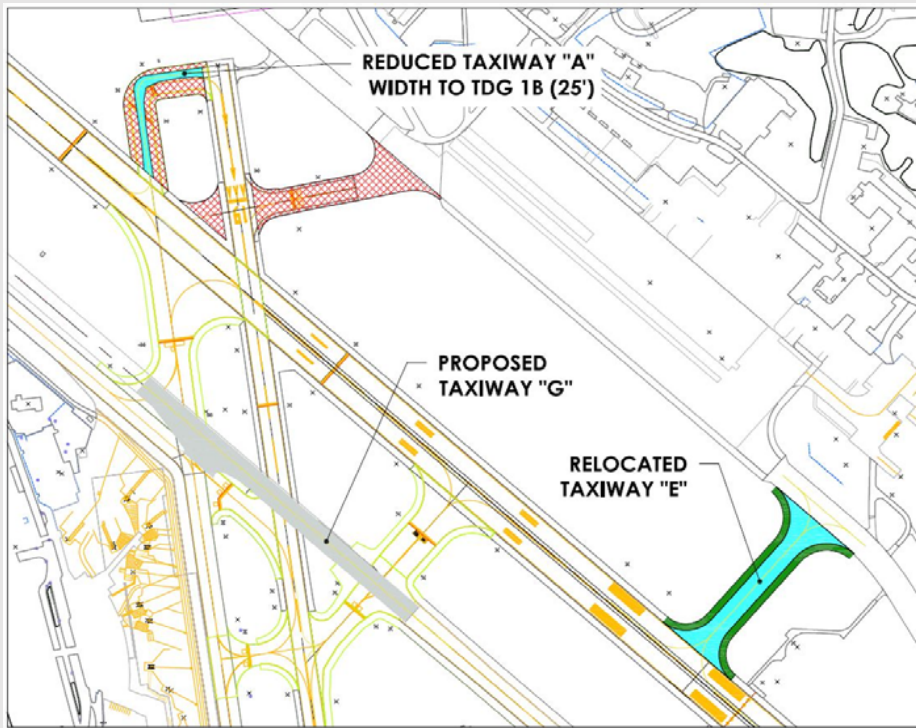 REDUCED TAXIWAY "A"
WIDTH TO TDG 1B (25')
PROPOSED
TAXIWAY "G"
RELOCATED
TAXIWAY "E"